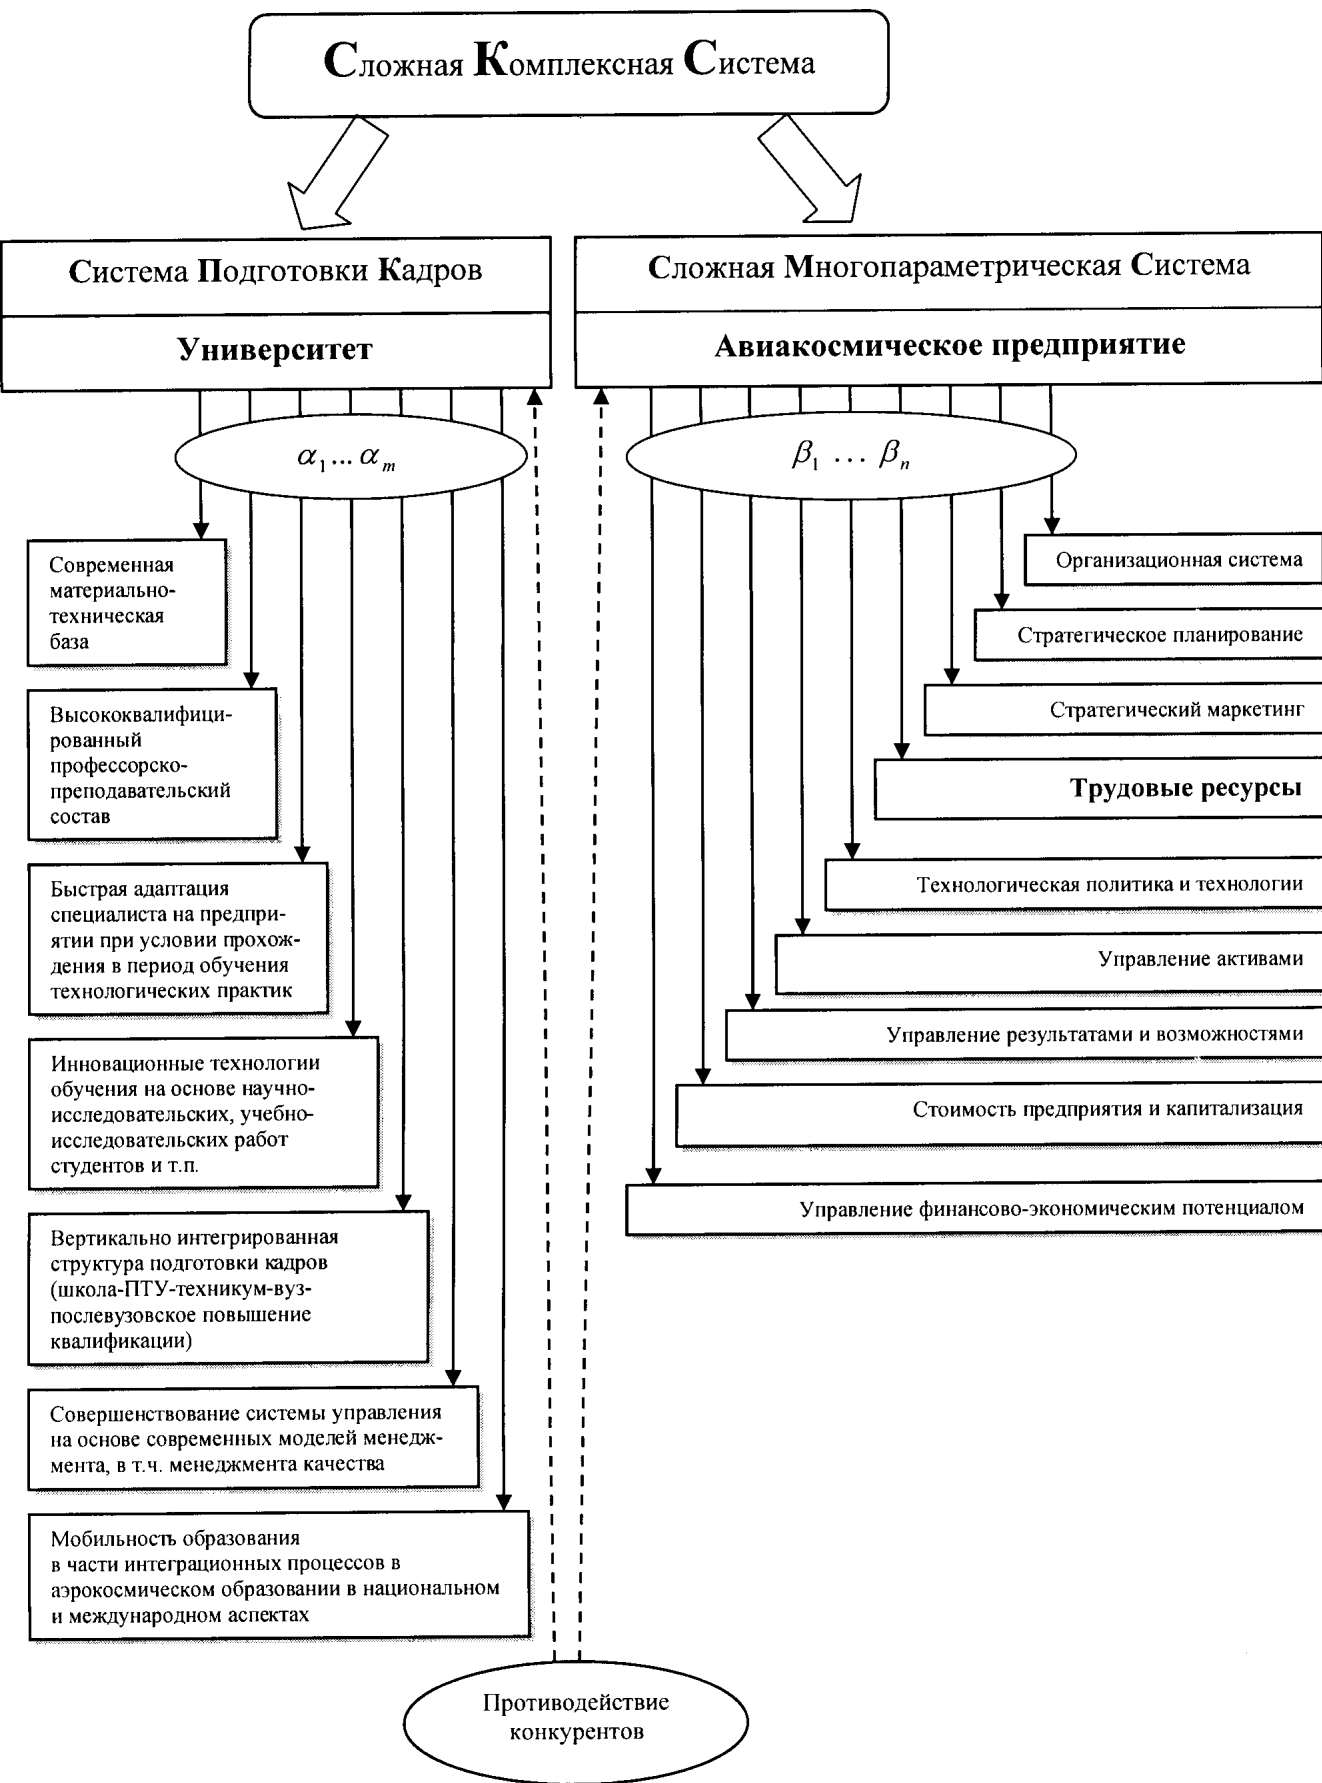 Сложная Комплексная Система
Система Подготовки Кадров
Университет
α₁ ... αₘ
Современная
материально-
техническая
база
Высококвалифици-
рованный
профессорско-
преподавательский
состав
Быстрая адаптация
специалиста на предпри-
ятии при условии прохож-
дения в период обучения
технологических практик
Инновационные технологии
обучения на основе научно-
исследовательских, учебно-
исследовательских работ
студентов и т.п.
Вертикально интегрированная
структура подготовки кадров
(школа-ПТУ-техникум-вуз-
послевузовское повышение
квалификации)
Совершенствование системы управления
на основе современных моделей менедж-
мента, в т.ч. менеджмента качества
Мобильность образования
в части интеграционных процессов в
аэрокосмическом образовании в национальном
и международном аспектах
Сложная Многопараметрическая Система
Авиакосмическое предприятие
β₁ ... βₙ
Организационная система
Стратегическое планирование
Стратегический маркетинг
Трудовые ресурсы
Технологическая политика и технологии
Управление активами
Управление результатами и возможностями
Стоимость предприятия и капитализация
Управление финансово-экономическим потенциалом
Противодействие
конкурентов